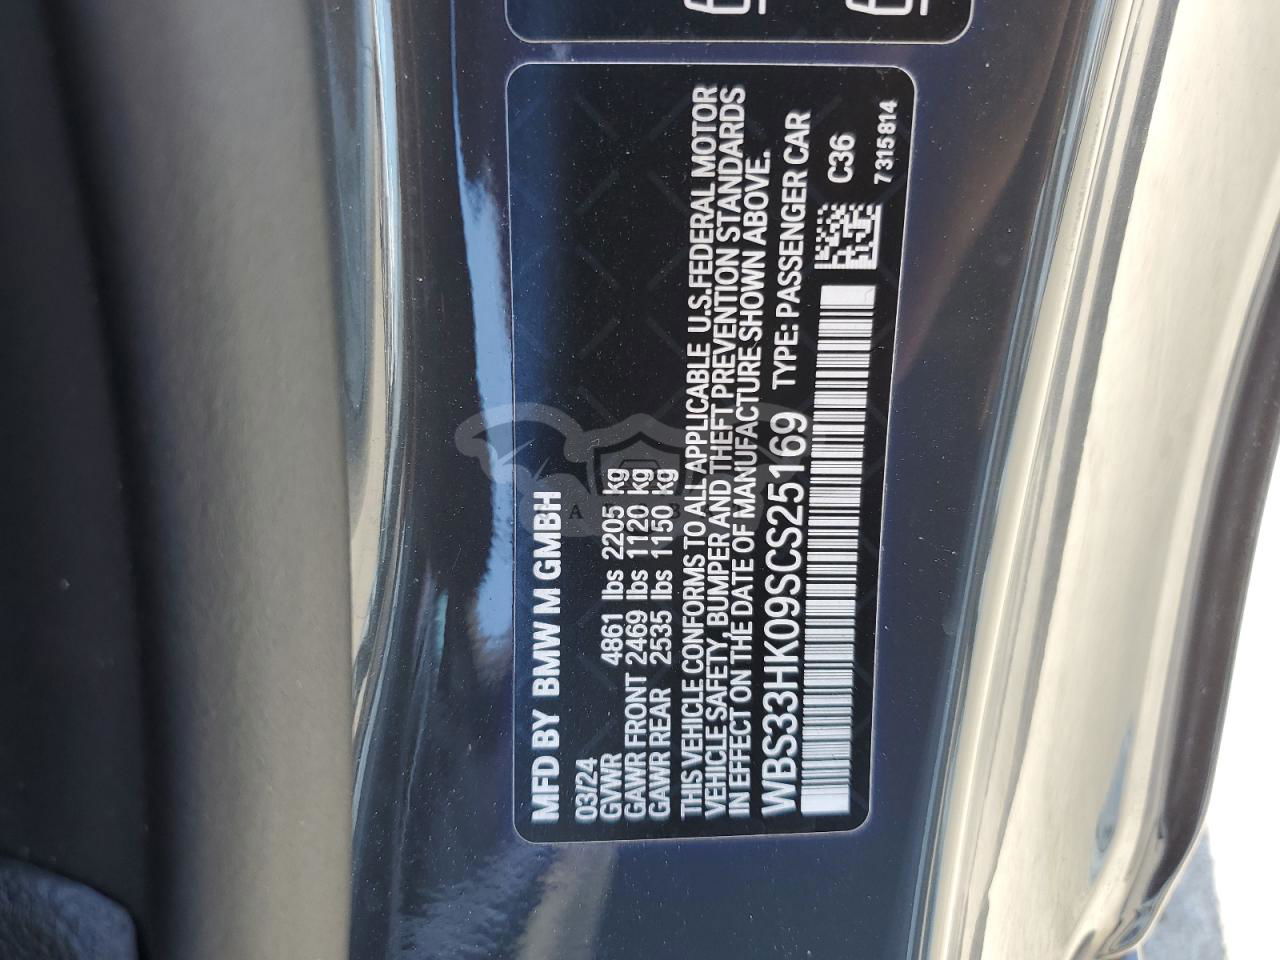 MFD BY BMW M GMBH
03/24
GVWR 4861 lbs 2205 kg
GAWR FRONT 2469 lbs 1120 kg
GAWR REAR 2535 lbs 1150 kg
THIS VEHICLE CONFORMS TO ALL APPLICABLE U.S.FEDERAL MOTOR
VEHICLE SAFETY, BUMPER AND THEFT PREVENTION STANDARDS
IN EFFECT ON THE DATE OF MANUFACTURE SHOWN ABOVE.
WBS33HK09SCS25169 TYPE: PASSENGER CAR
C36
7315814